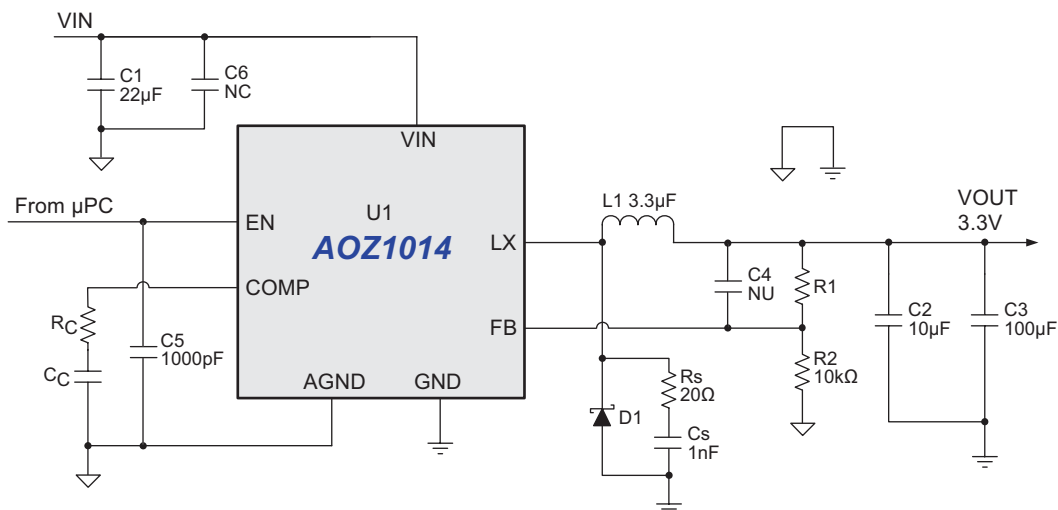 VIN
C1
22µF
C6
NC
VIN
From µPC
EN
U1
AOZ1014
LX
L1 3.3µF
VOUT
3.3V
COMP
RC
CC
C5
1000pF
FB
C4
NU
R1
C2
10µF
C3
100µF
R2
10kΩ
AGND
GND
D1
Rs
20Ω
Cs
1nF